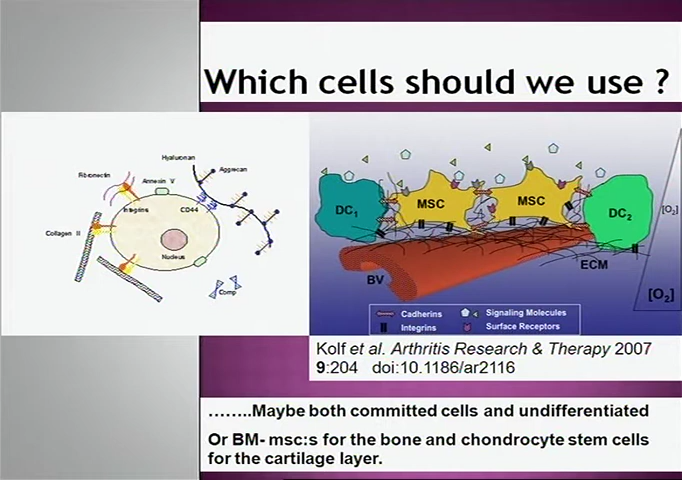 Which cells should we use ?
Hyaluronan
Fibronectin
Annexin V
Aggrecan
Integrins
CD44
Collagen II
Nucleus
Comp
DC1
MSC
MSC
DC2
[O2]
BV
ECM
[O2]
Cadherins
Signaling Molecules
Integrins
Surface Receptors
Kolf et al. Arthritis Research & Therapy 2007
9:204 doi:10.1186/ar2116
........Maybe both committed cells and undifferentiated
Or BM- msc:s for the bone and chondrocyte stem cells
for the cartilage layer.